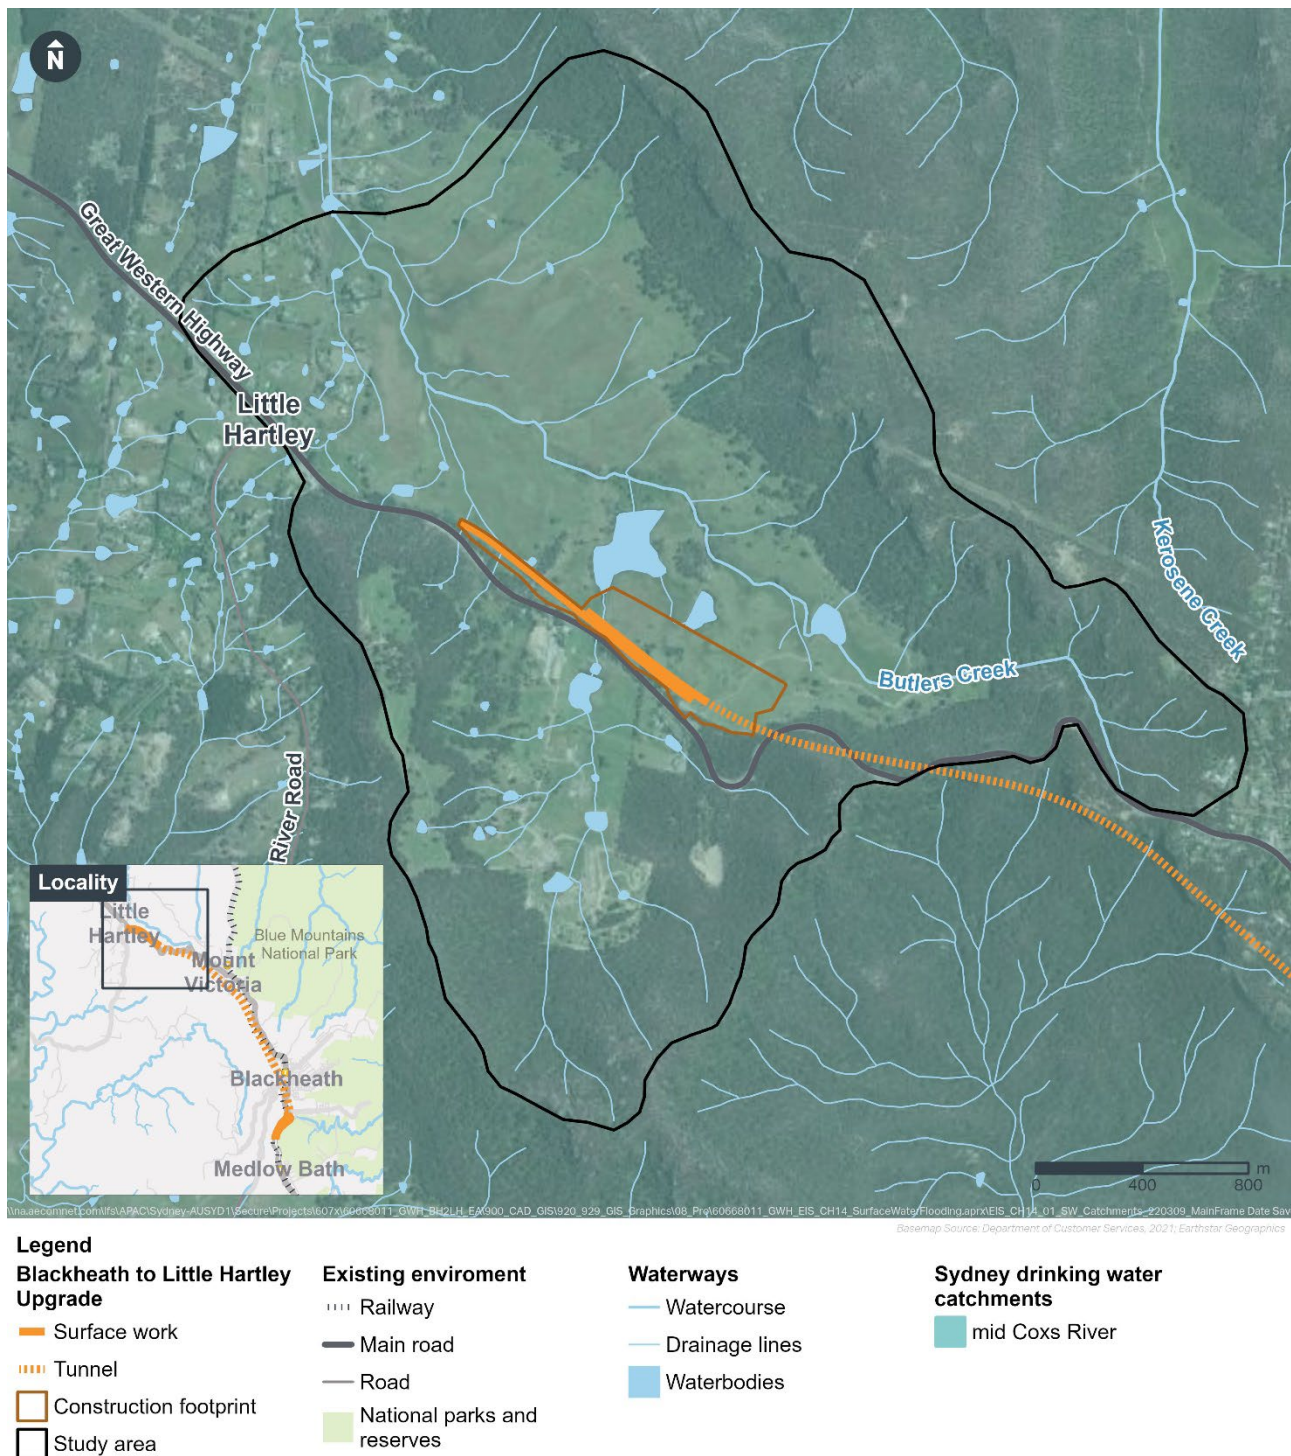 N
Great Western Highway
Little
Hartley
Kerosene Creek
Butlers Creek
River Road
Locality
Little
Hartley
Blue Mountains
National Park
Mount
Victoria
Blackheath
Medlow Bath
m
0 400 800
Basemap Source: Department of Customer Services, 2021; Earthstar Geographics
Legend
Blackheath to Little Hartley
Upgrade
Surface work
Tunnel
Construction footprint
Study area
Existing enviroment
Railway
Main road
Road
National parks and
reserves
Waterways
Watercourse
Drainage lines
Waterbodies
Sydney drinking water
catchments
mid Coxs River